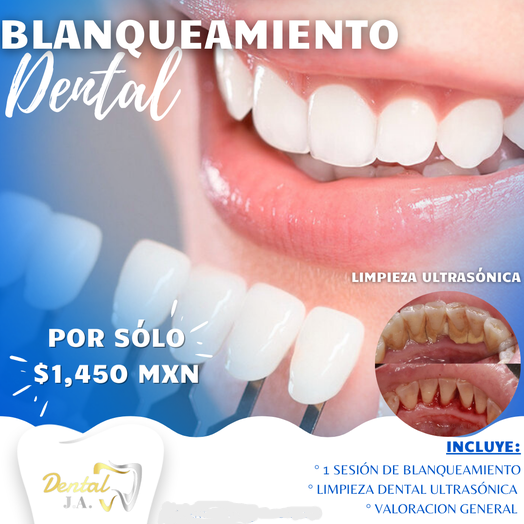 BLANQUEAMIENTO
Dental
LIMPIEZA ULTRASÓNICA
POR SÓLO
$1,450 MXN
INCLUYE:
° 1 SESIÓN DE BLANQUEAMIENTO
° LIMPIEZA DENTAL ULTRASÓNICA
° VALORACION GENERAL
Dental
J.A.